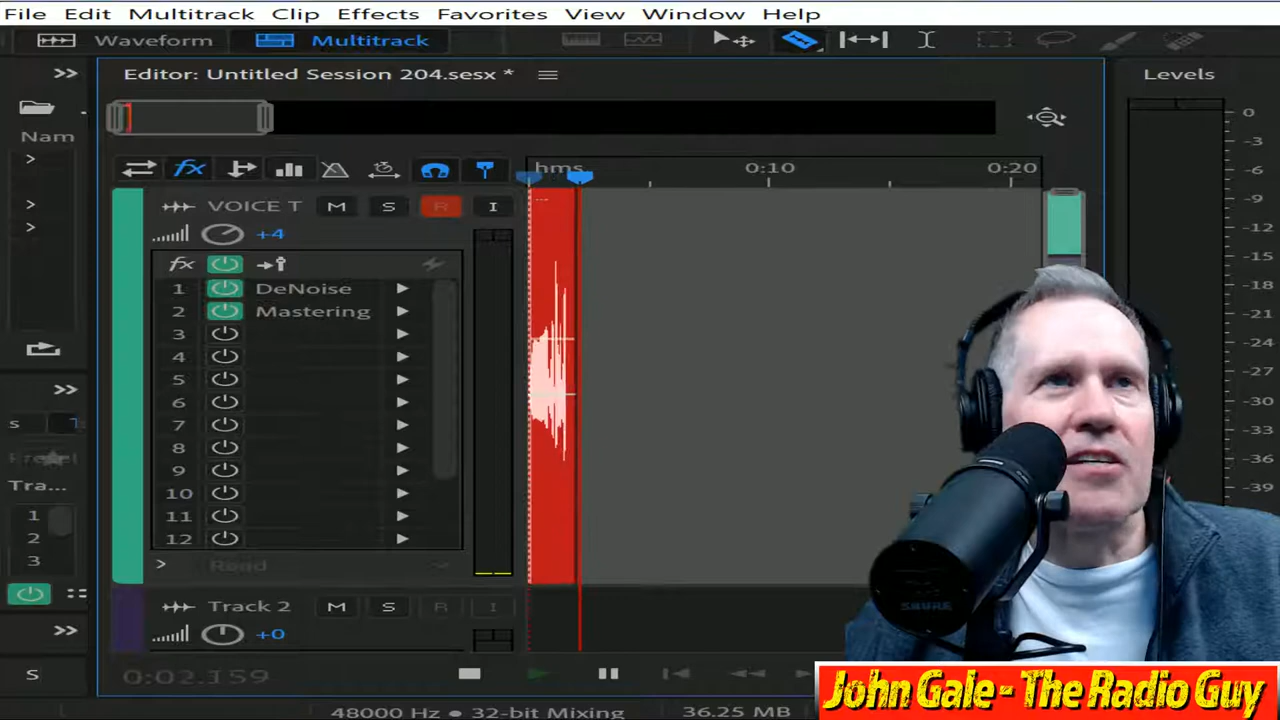 File Edit Multitrack Clip Effects Favorites View Window Help
Waveform Multitrack
Editor: Untitled Session 204.sesx *
Levels
Nam
hms 0:10 0:20
VOICE T M S R I
+4
fx
1 DeNoise
2 Mastering
3
4
5
6
7
8
9
10
11
12
Read
Track 2 M S R I
+0
s
Tra...
1
2
3
S
0:02.159
48000 Hz • 32-bit Mixing 36.25 MB
0
-3
-6
-9
-12
-15
-18
-21
-24
-27
-30
-33
-36
-39
SHURE
John Gale - The Radio Guy